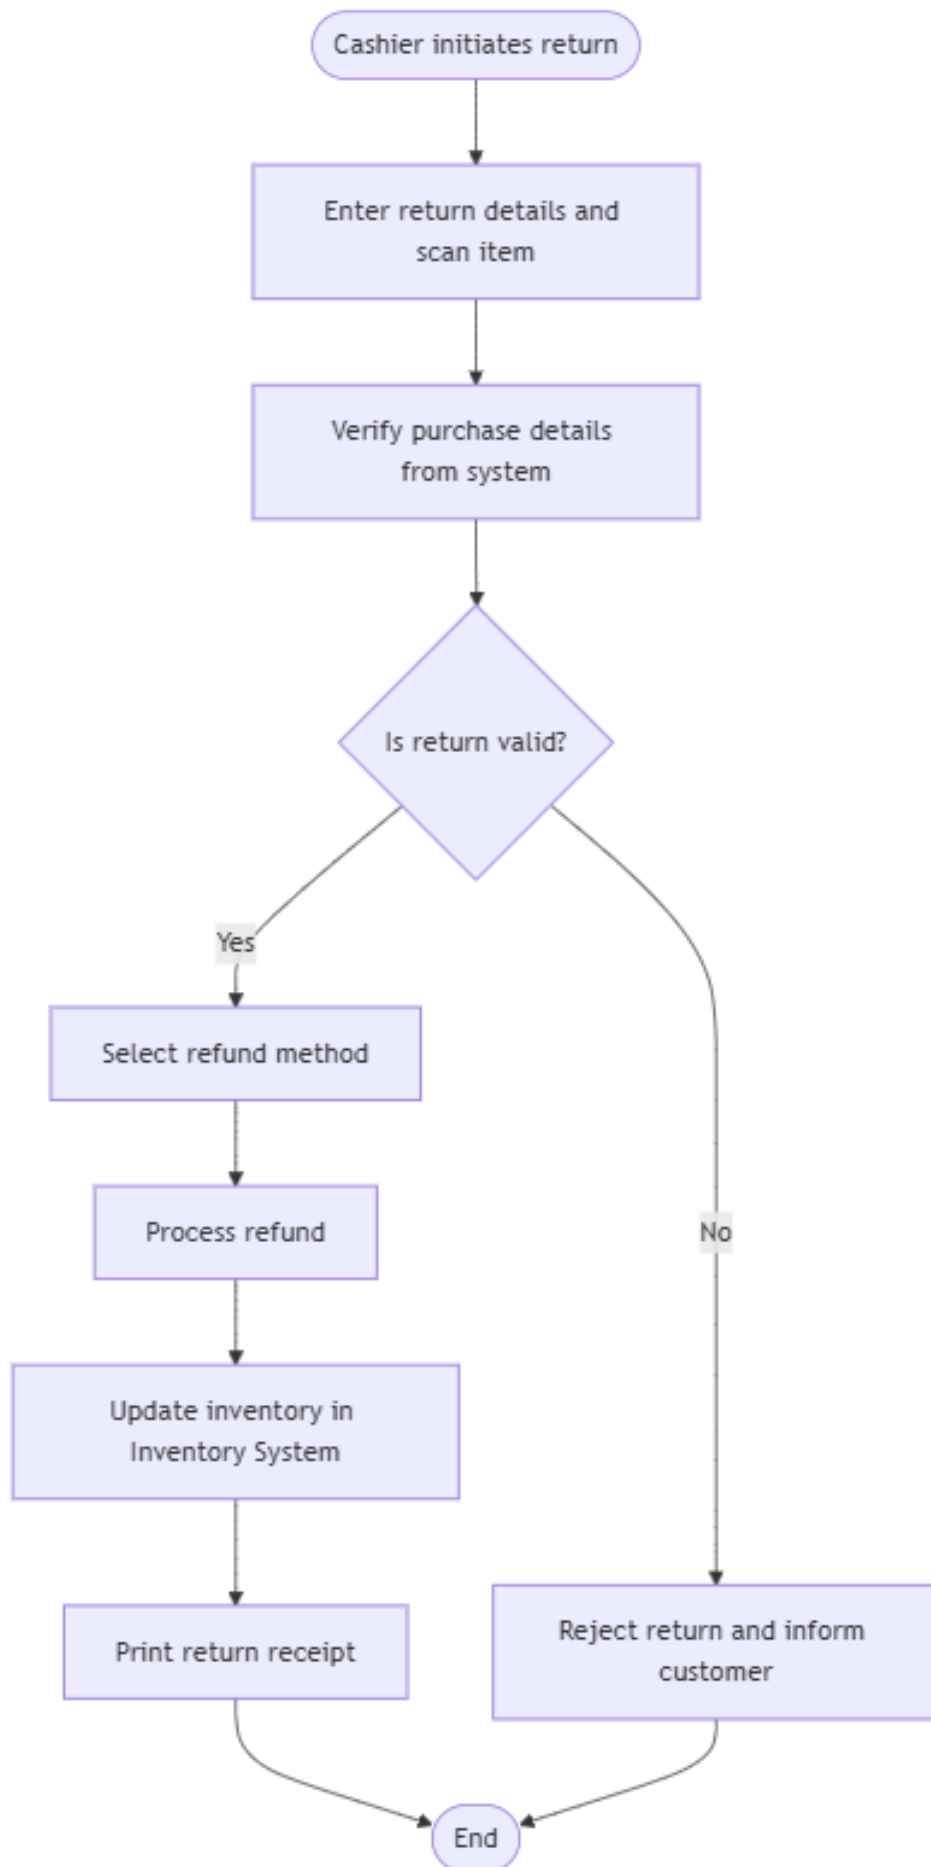 Cashier initiates return
Enter return details and
scan item
Verify purchase details
from system
Is return valid?
Yes
Select refund method
Process refund
No
Update inventory in
Inventory System
Print return receipt
Reject return and inform
customer
End